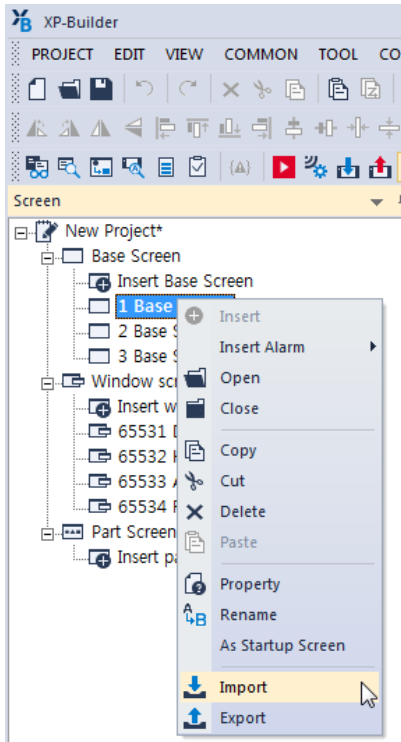 XP-Builder
PROJECT EDIT VIEW COMMON TOOL CO
Screen
New Project*
Base Screen
Insert Base Screen
1 Base
2 Base S
3 Base S
Window scr
Insert w
65531 D
65532
65533 A
65534
Part Screen
Insert pa
Insert
Insert Alarm
Open
Close
Copy
Cut
Delete
Paste
Property
Rename
As Startup Screen
Import
Export